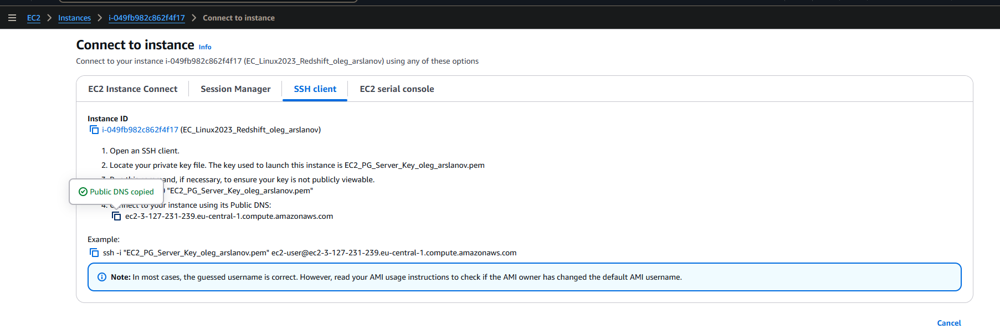 EC2 > Instances > i-049fb982c862f4f17 > Connect to instance
Connect to instance Info
Connect to your instance i-049fb982c862f4f17 (EC_Linux2023_Redshift_oleg_arslanov) using any of these options
EC2 Instance Connect Session Manager SSH client EC2 serial console
Instance ID
i-049fb982c862f4f17 (EC_Linux2023_Redshift_oleg_arslanov)
1. Open an SSH client.
2. Locate your private key file. The key used to launch this instance is EC2_PG_Server_Key_oleg_arslanov.pem
if necessary, to ensure your key is not publicly viewable.
Public DNS copied
"EC2_PG_Server_Key_oleg_arslanov.pem"
4. Connect to your instance using its Public DNS:
ec2-3-127-231-239.eu-central-1.compute.amazonaws.com
Example:
ssh -i "EC2_PG_Server_Key_oleg_arslanov.pem" ec2-user@ec2-3-127-231-239.eu-central-1.compute.amazonaws.com
Note: In most cases, the guessed username is correct. However, read your AMI usage instructions to check if the AMI owner has changed the default AMI username.
Cancel